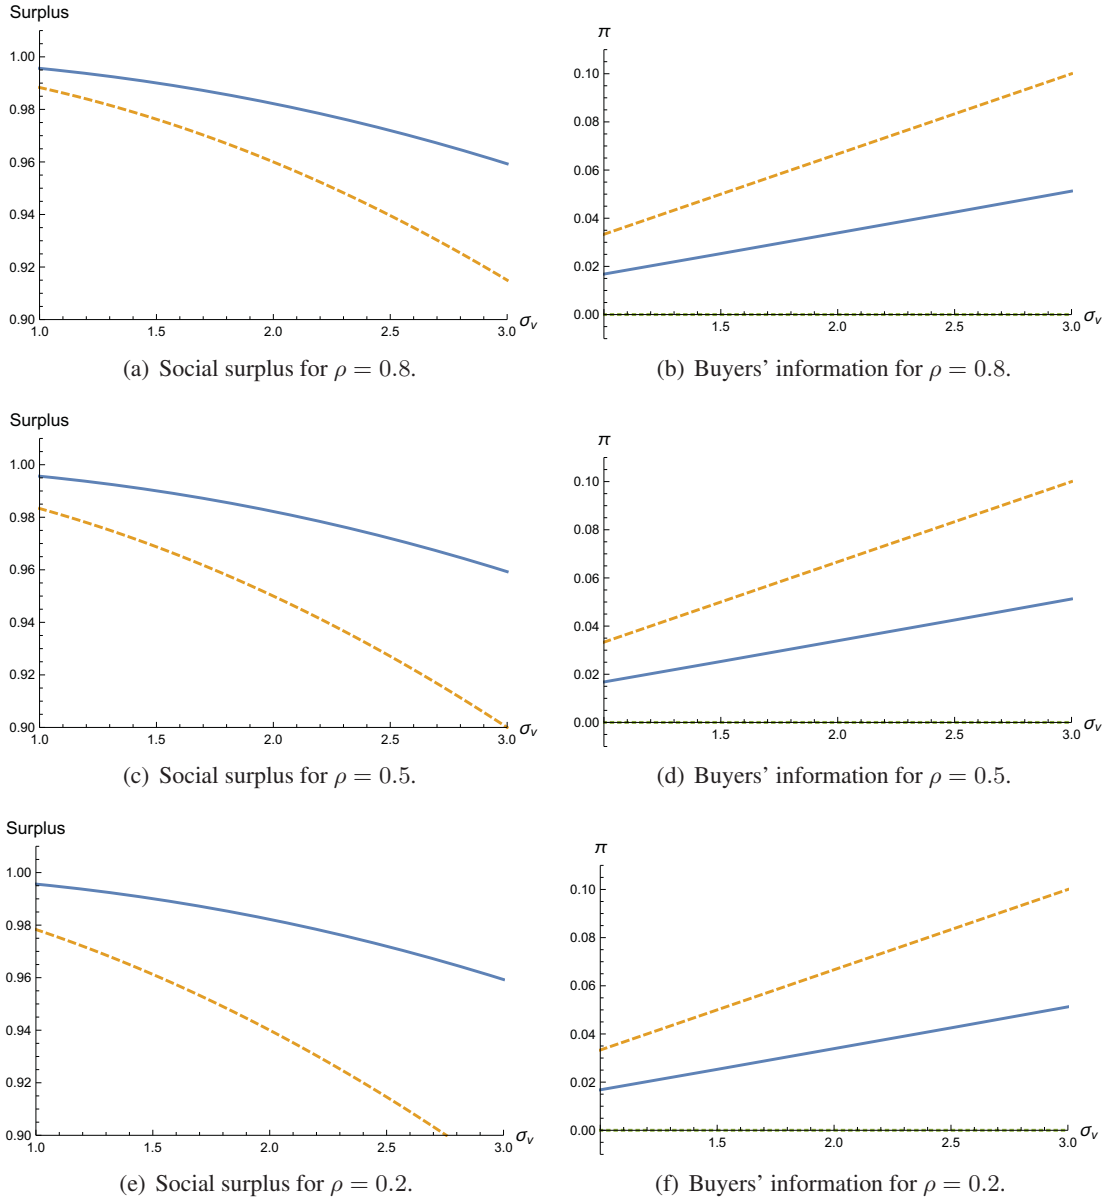 Surplus
1.00
0.98
0.96
0.94
0.92
0.90
1.0 1.5 2.0 2.5 3.0 σv
(a) Social surplus for ρ = 0.8.
π
0.10
0.08
0.06
0.04
0.02
0.00
1.5 2.0 2.5 3.0 σv
(b) Buyers' information for ρ = 0.8.
Surplus
1.00
0.98
0.96
0.94
0.92
0.90
1.0 1.5 2.0 2.5 3.0 σv
(c) Social surplus for ρ = 0.5.
π
0.10
0.08
0.06
0.04
0.02
0.00
1.5 2.0 2.5 3.0 σv
(d) Buyers' information for ρ = 0.5.
Surplus
1.00
0.98
0.96
0.94
0.92
0.90
1.0 1.5 2.0 2.5 3.0 σv
(e) Social surplus for ρ = 0.2.
π
0.10
0.08
0.06
0.04
0.02
0.00
1.5 2.0 2.5 3.0 σv
(f) Buyers' information for ρ = 0.2.